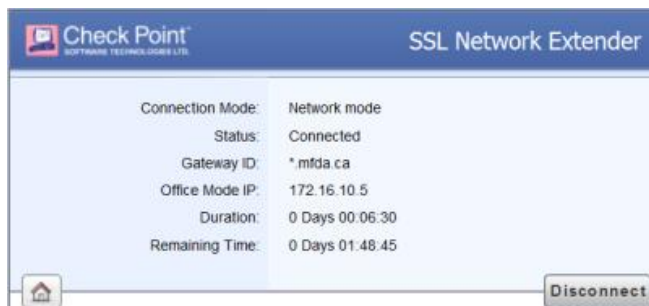 Check Point
SOFTWARE TECHNOLOGIES LTD.
SSL Network Extender
Connection Mode: Network mode
Status: Connected
Gateway ID: *.mfda.ca
Office Mode IP: 172.16.10.5
Duration: 0 Days 00:06:30
Remaining Time: 0 Days 01:48:45
Disconnect